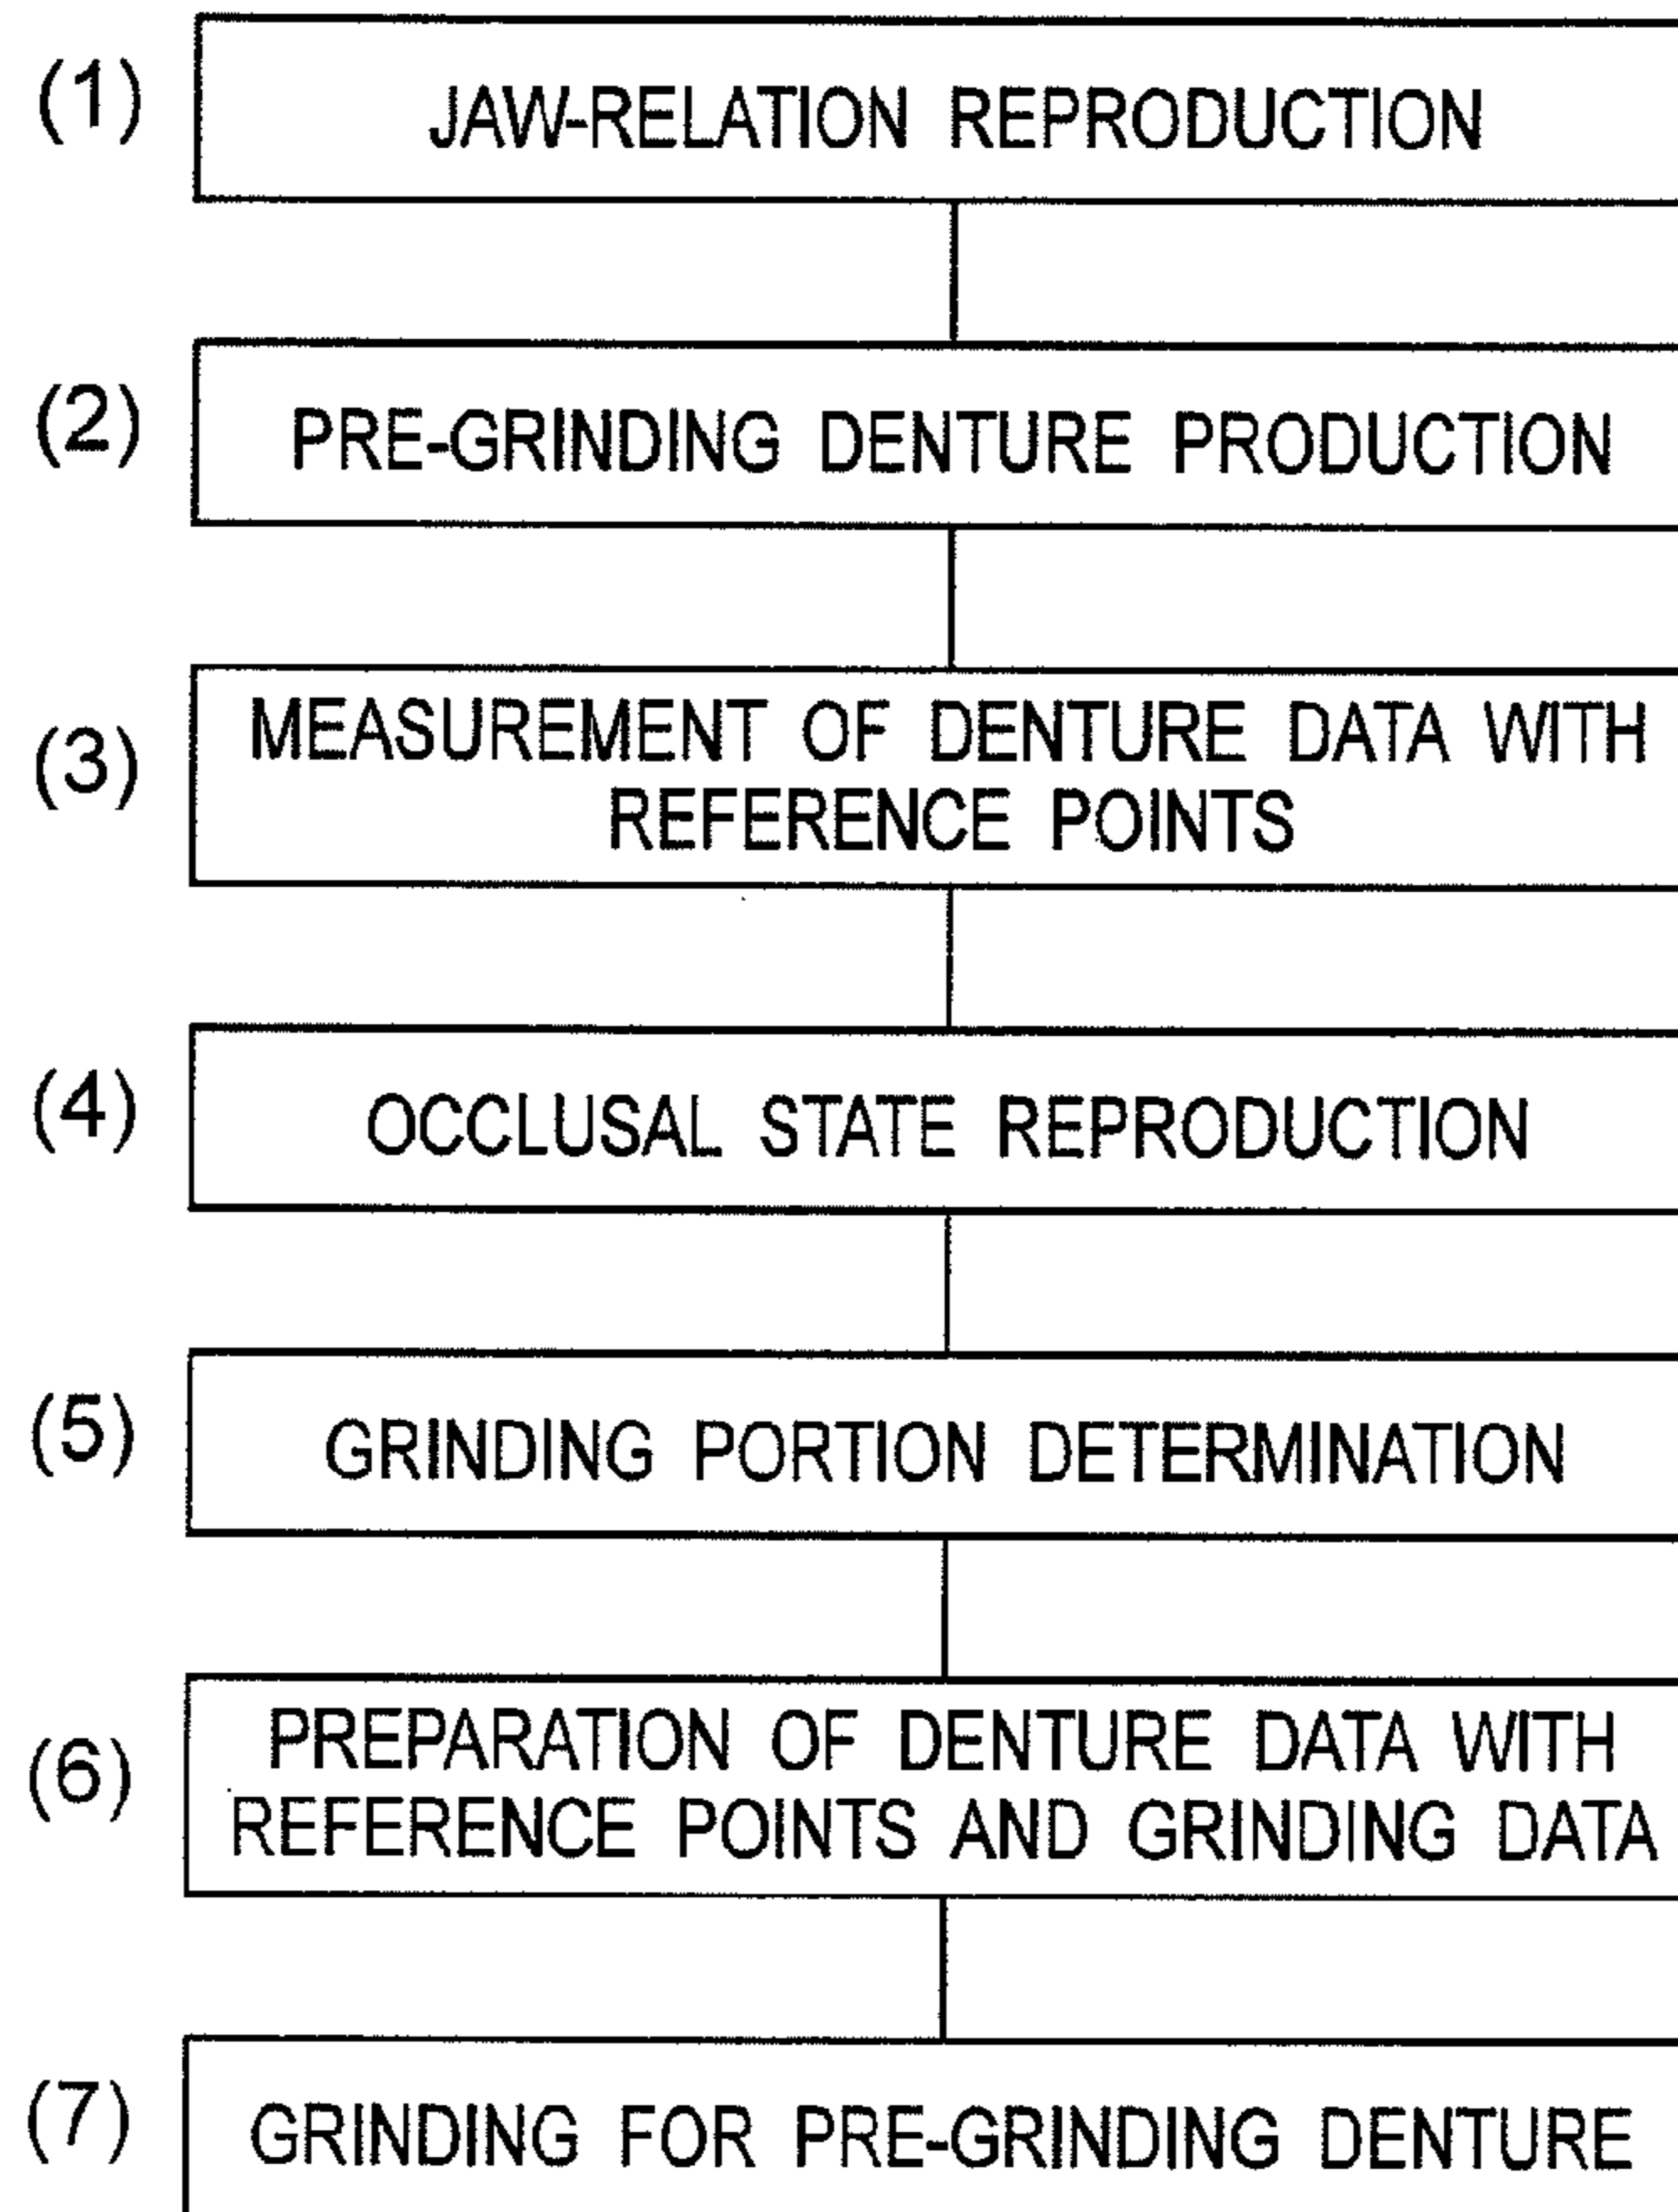 (1) JAW-RELATION REPRODUCTION
(2) PRE-GRINDING DENTURE PRODUCTION
(3) MEASUREMENT OF DENTURE DATA WITH
REFERENCE POINTS
(4) OCCLUSAL STATE REPRODUCTION
(5) GRINDING PORTION DETERMINATION
(6) PREPARATION OF DENTURE DATA WITH
REFERENCE POINTS AND GRINDING DATA
(7) GRINDING FOR PRE-GRINDING DENTURE